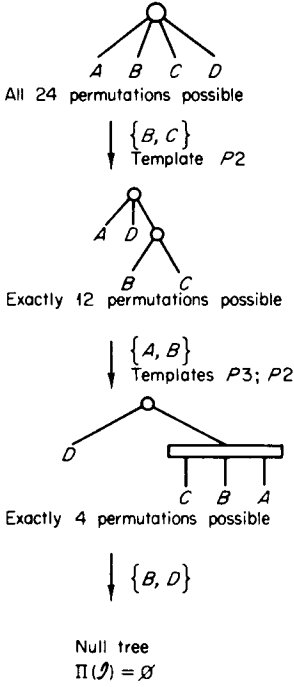 A B C D
All 24 permutations possible
{B, C}
Template P2
A D
B C
Exactly 12 permutations possible
{A, B}
Templates P3; P2
D
C B A
Exactly 4 permutations possible
{B, D}
Null tree
Π(𝒯) = ∅